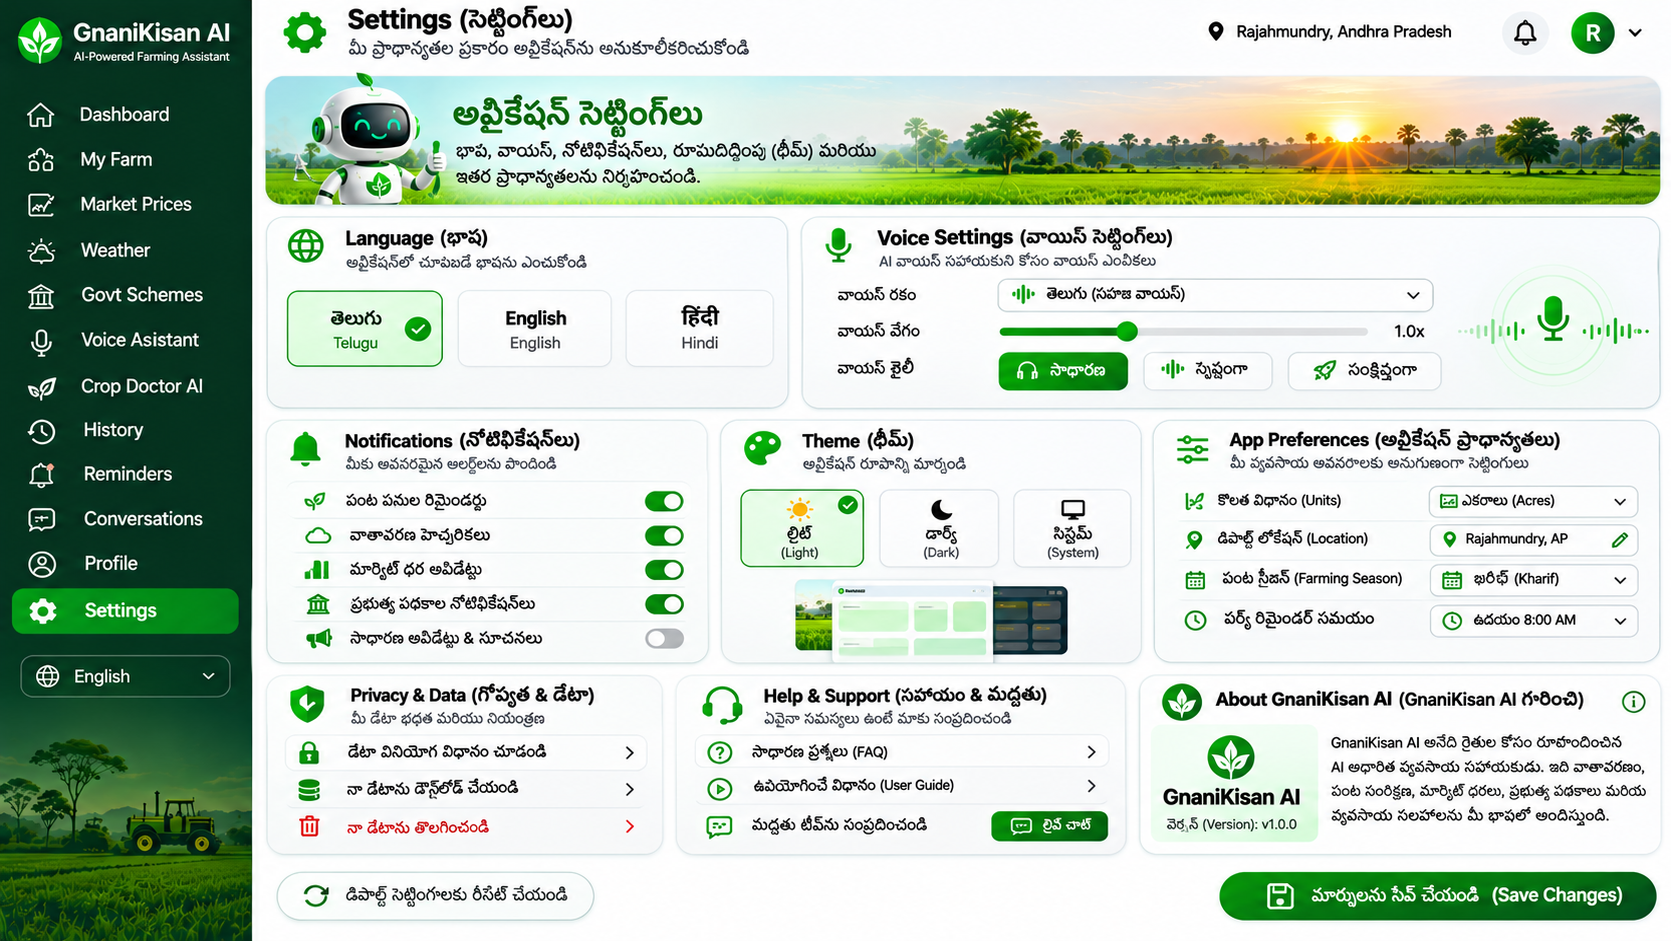 GnaniKisan AI
AI-Powered Farming Assistant
Dashboard
My Farm
Market Prices
Weather
Govt Schemes
Voice Asistant
Crop Doctor AI
History
Reminders
Conversations
Profile
Settings
English
Settings (సెట్టింగ్‌లు)
మీ ప్రాధాన్యతల ప్రకారం అప్లికేషన్‌ను అనుకూలీకరించుకోండి
Rajahmundry, Andhra Pradesh
R
అప్లికేషన్ సెట్టింగ్‌లు
భాష, వాయిస్, నోటిఫికేషన్‌లు, (థీమ్) మరియు
ఇతర ప్రాధాన్యతలను నిర్వహించండి.
Language (భాష)
అప్లికేషన్‌లో చూపబడే భాషను ఎంచుకోండి
తెలుగు
Telugu
English
English
हिंदी
Hindi
Voice Settings (వాయిస్ సెట్టింగ్‌లు)
AI వాయిస్ సహాయకుని కోసం వాయిస్ ఎంపికలు
వాయిస్ రకం
తెలుగు (సహజ వాయిస్)
వాయిస్ వేగం
1.0x
వాయిస్ శైలీ
సాధారణ
స్పష్టంగా
సంక్షిప్తంగా
Notifications (నోటిఫికేషన్‌లు)
మీకు అవసరమైన అలర్ట్‌లను పొందండి
పంట పనుల రిమైండర్లు
వాతావరణ హెచ్చరికలు
మార్కెట్ ధర అప్‌డేట్లు
ప్రభుత్వ పథకాల నోటిఫికేషన్‌లు
సాధారణ అప్‌డేట్లు & సూచనలు
Theme (థీమ్)
అప్లికేషన్ రూపాన్ని మార్చండి
లైట్
(Light)
డార్క్
(Dark)
సిస్టమ్
(System)
App Preferences (అప్లికేషన్ ప్రాధాన్యతలు)
మీ వ్యవసాయ అవసరాలకు అనుగుణంగా సెట్టింగులు
కొలత విధానం (Units)
ఎకరాలు (Acres)
డిఫాల్ట్ లోకేషన్ (Location)
Rajahmundry, AP
పంట సీజన్ (Farming Season)
ఖరీఫ్ (Kharif)
రిమైండర్ సమయం
ఉదయం 8:00 AM
Privacy & Data (గోప్యత & డేటా)
మీ డేటా భద్రత మరియు నియంత్రణ
డేటా వినియోగ విధానం చూడండి
నా డేటాను డౌన్‌లోడ్ చేయండి
నా డేటాను తొలగించండి
Help & Support (సహాయం & మద్దతు)
ఏవైనా సమస్యలు ఉంటే మాకు సంప్రదించండి
సాధారణ ప్రశ్నలు (FAQ)
ఉపయోగించే విధానం (User Guide)
మద్దతు టీమ్‌ను సంప్రదించండి
లైవ్ చాట్
About GnaniKisan AI (GnaniKisan AI గురించి)
GnaniKisan AI
వెర్షన్ (Version): v1.0.0
GnaniKisan AI అనేది రైతుల కోసం రూపొందించిన
AI ఆధారిత వ్యవసాయ సహాయకుడు. ఇది వాతావరణం,
పంట సంరక్షణ, మార్కెట్ ధరలు, ప్రభుత్వ పథకాలు మరియు
వ్యవసాయ సలహాలను మీ భాషలో అందిస్తుంది.
డిఫాల్ట్ సెట్టింగులకు రీసెట్ చేయండి
మార్పులను సేవ్ చేయండి (Save Changes)